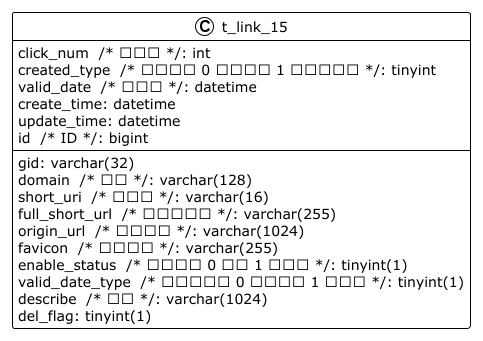 C t_link_15
click_num /* □□□ */: int
created_type /* □□□□ 0 □□□□ 1 □□□□□ */: tinyint
valid_date /* □□□ */: datetime
create_time: datetime
update_time: datetime
id /* ID */: bigint
gid: varchar(32)
domain /* □□ */: varchar(128)
short_uri /* □□□ */: varchar(16)
full_short_url /* □□□□□ */: varchar(255)
origin_url /* □□□□ */: varchar(1024)
favicon /* □□□□ */: varchar(255)
enable_status /* □□□□ 0 □□ 1 □□□ */: tinyint(1)
valid_date_type /* □□□□□ 0 □□□□ 1 □□□ */: tinyint(1)
describe /* □□ */: varchar(1024)
del_flag: tinyint(1)